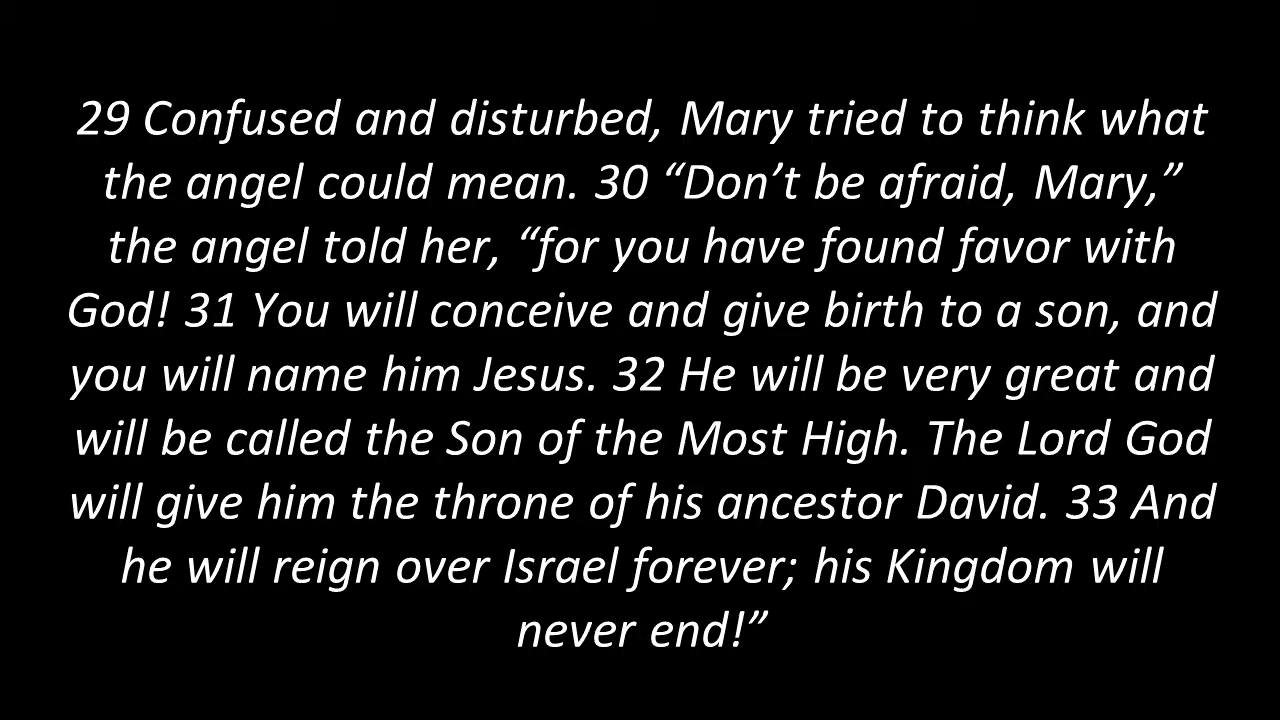 29 Confused and disturbed, Mary tried to think what
the angel could mean. 30 “Don’t be afraid, Mary,”
the angel told her, “for you have found favor with
God! 31 You will conceive and give birth to a son, and
you will name him Jesus. 32 He will be very great and
will be called the Son of the Most High. The Lord God
will give him the throne of his ancestor David. 33 And
he will reign over Israel forever; his Kingdom will
never end!”